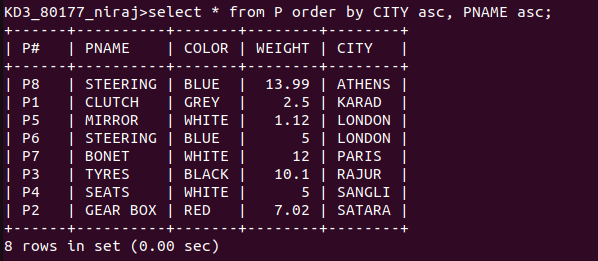 KD3_80177_niraj>select * from P order by CITY asc, PNAME asc;
+----+----------+-------+--------+--------+
| P# | PNAME    | COLOR | WEIGHT | CITY   |
+----+----------+-------+--------+--------+
| P8 | STEERING | BLUE  |  13.99 | ATHENS |
| P1 | CLUTCH   | GREY  |    2.5 | KARAD  |
| P5 | MIRROR   | WHITE |   1.12 | LONDON |
| P6 | STEERING | BLUE  |      5 | LONDON |
| P7 | BONET    | WHITE |     12 | PARIS  |
| P3 | TYRES    | BLACK |   10.1 | RAJUR  |
| P4 | SEATS    | WHITE |      5 | SANGLI |
| P2 | GEAR BOX | RED   |   7.02 | SATARA |
+----+----------+-------+--------+--------+
8 rows in set (0.00 sec)